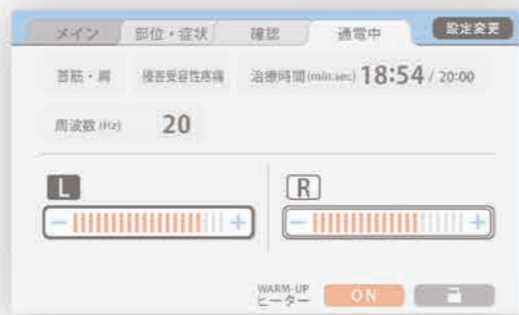 メイン 部位・症状 確認 通電中 設定変更
首筋・肩 侵害受容性疼痛 治療時間(min:sec) 18:54 / 20:00
周波数(Hz) 20
L R
− + − +
WARM-UP
ヒーター ON